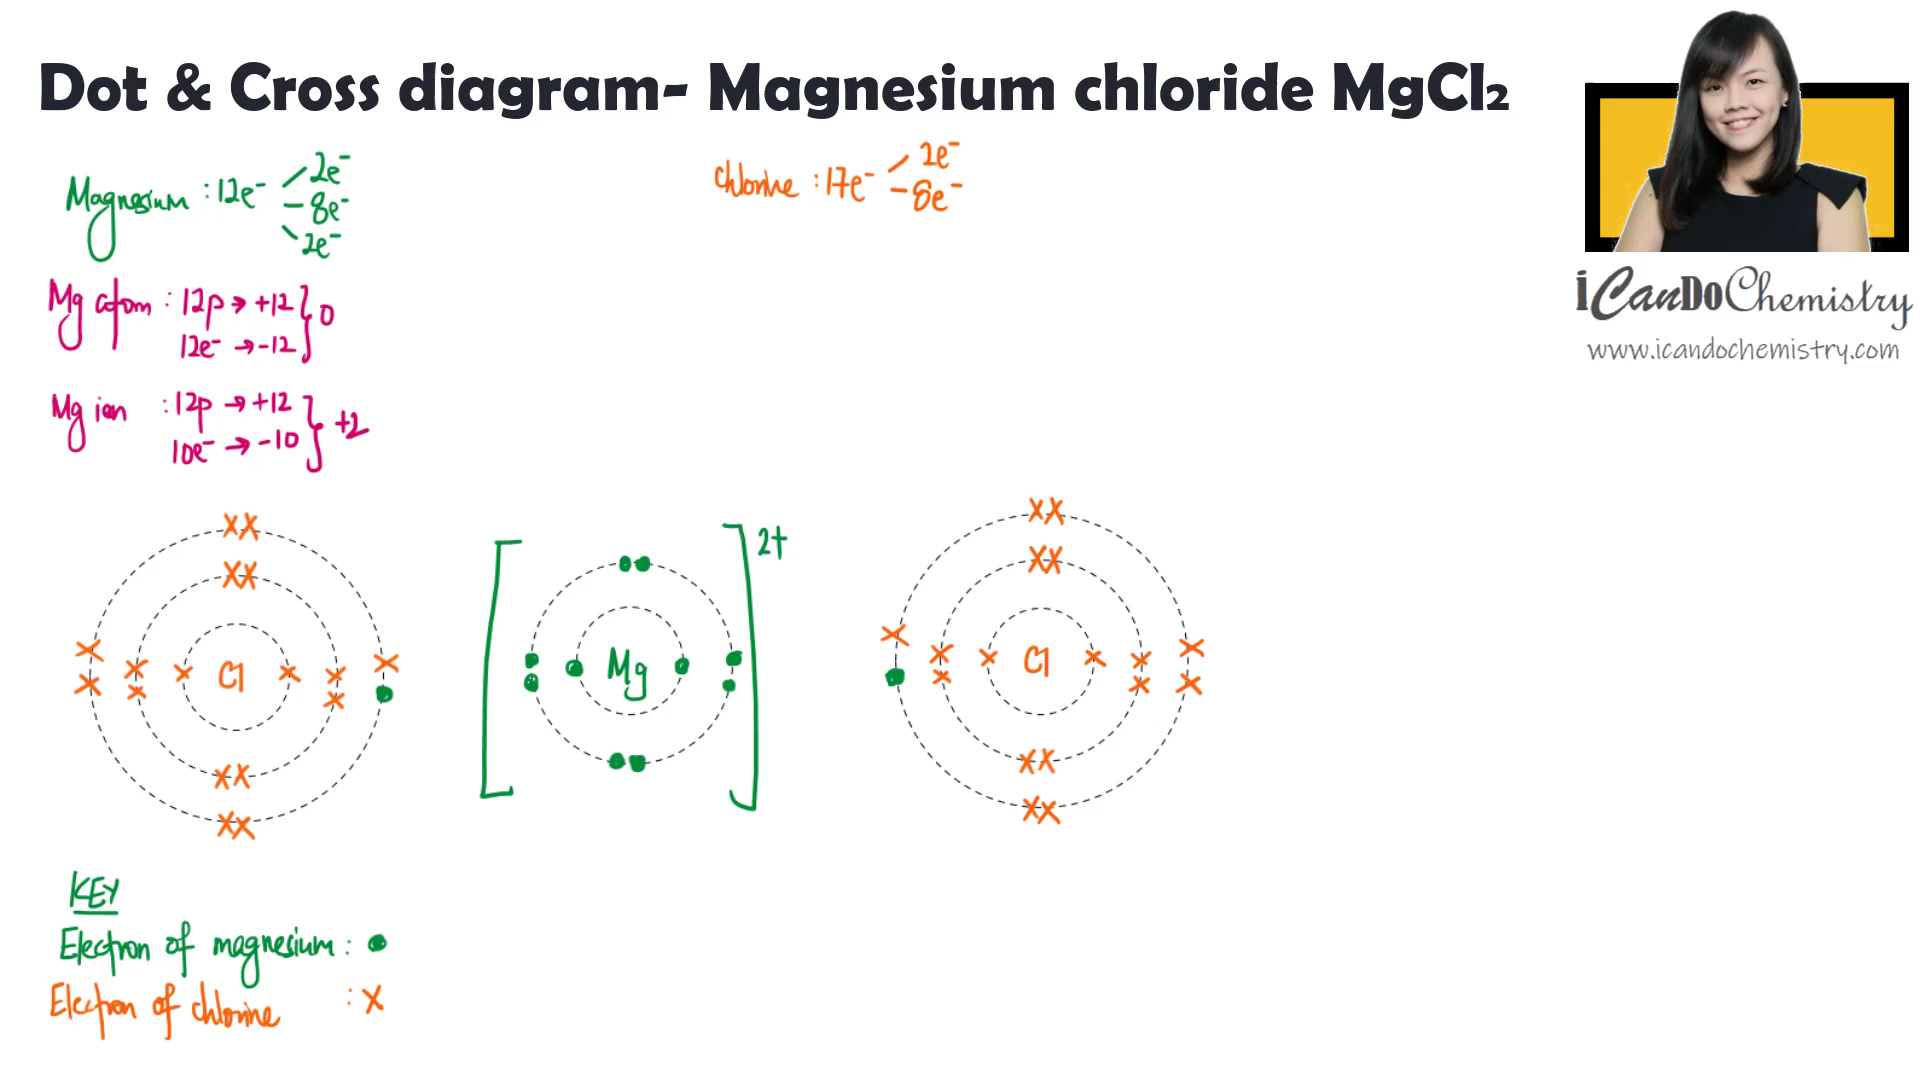 Dot & Cross diagram- Magnesium chloride MgCl₂
Magnesium : 12e⁻
2e⁻
8e⁻
2e⁻
Chlorine : 17e⁻
2e⁻
8e⁻
iCanDoChemistry
www.icandochemistry.com
Mg atom : 12p → +12 } 0
12e⁻ → -12
Mg ion : 12p → +12 } +2
10e⁻ → -10
Cl
[Mg] 2+
Cl
KEY
Electron of magnesium : ●
Electron of chlorine : x